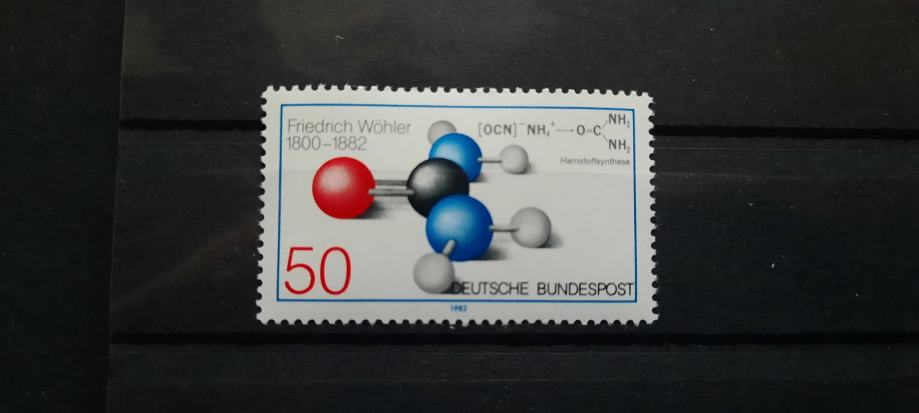 Friedrich Wöhler
1800–1882
[OCN]⁻NH₄⁺ → O=C NH₂
NH₂
Harnstoffsynthese
50
DEUTSCHE BUNDESPOST
1982